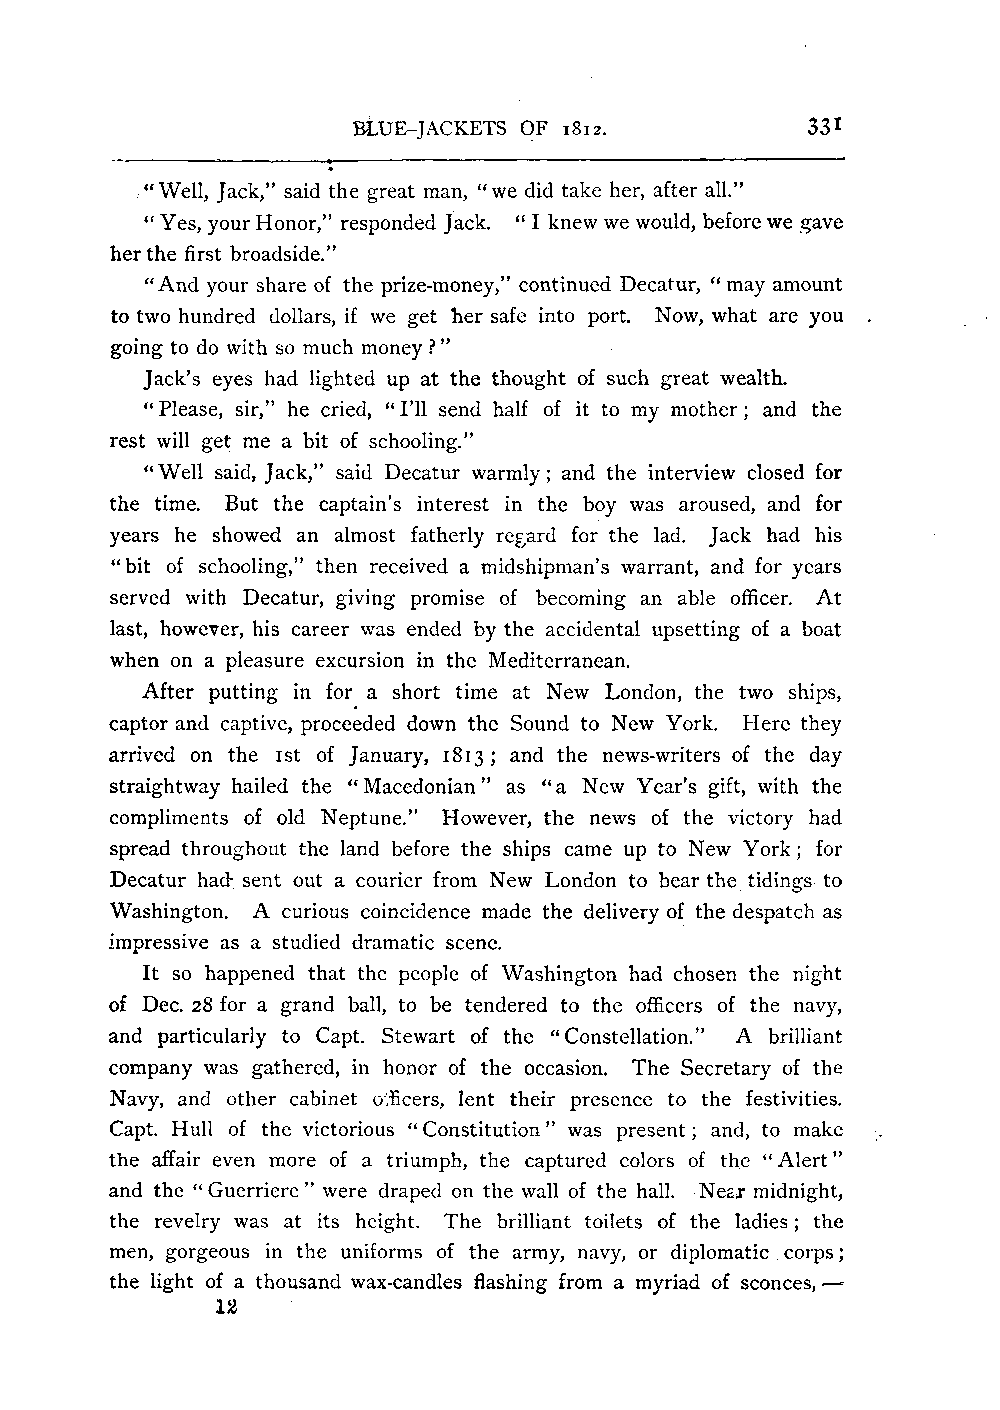 BLUE-JACKETS OF 1812. 331
"Well, Jack," said the great man, "we did take her, after all."
"Yes, your Honor," responded Jack. "I knew we would, before we gave
her the first broadside."
"And your share of the prize-money," continued Decatur, "may amount
to two hundred dollars, if we get her safe into port. Now, what are you
going to do with so much money?"
Jack's eyes had lighted up at the thought of such great wealth.
"Please, sir," he cried, "I'll send half of it to my mother; and the
rest will get me a bit of schooling."
"Well said, Jack," said Decatur warmly; and the interview closed for
the time. But the captain's interest in the boy was aroused, and for
years he showed an almost fatherly regard for the lad. Jack had his
"bit of schooling," then received a midshipman's warrant, and for years
served with Decatur, giving promise of becoming an able officer. At
last, however, his career was ended by the accidental upsetting of a boat
when on a pleasure excursion in the Mediterranean.
After putting in for a short time at New London, the two ships,
captor and captive, proceeded down the Sound to New York. Here they
arrived on the 1st of January, 1813; and the news-writers of the day
straightway hailed the "Macedonian" as "a New Year's gift, with the
compliments of old Neptune." However, the news of the victory had
spread throughout the land before the ships came up to New York; for
Decatur had sent out a courier from New London to bear the tidings to
Washington. A curious coincidence made the delivery of the despatch as
impressive as a studied dramatic scene.
It so happened that the people of Washington had chosen the night
of Dec. 28 for a grand ball, to be tendered to the officers of the navy,
and particularly to Capt. Stewart of the "Constellation." A brilliant
company was gathered, in honor of the occasion. The Secretary of the
Navy, and other cabinet officers, lent their presence to the festivities.
Capt. Hull of the victorious "Constitution" was present; and, to make
the affair even more of a triumph, the captured colors of the "Alert"
and the "Guerriere" were draped on the wall of the hall. Near midnight,
the revelry was at its height. The brilliant toilets of the ladies; the
men, gorgeous in the uniforms of the army, navy, or diplomatic corps;
the light of a thousand wax-candles flashing from a myriad of sconces,—
12